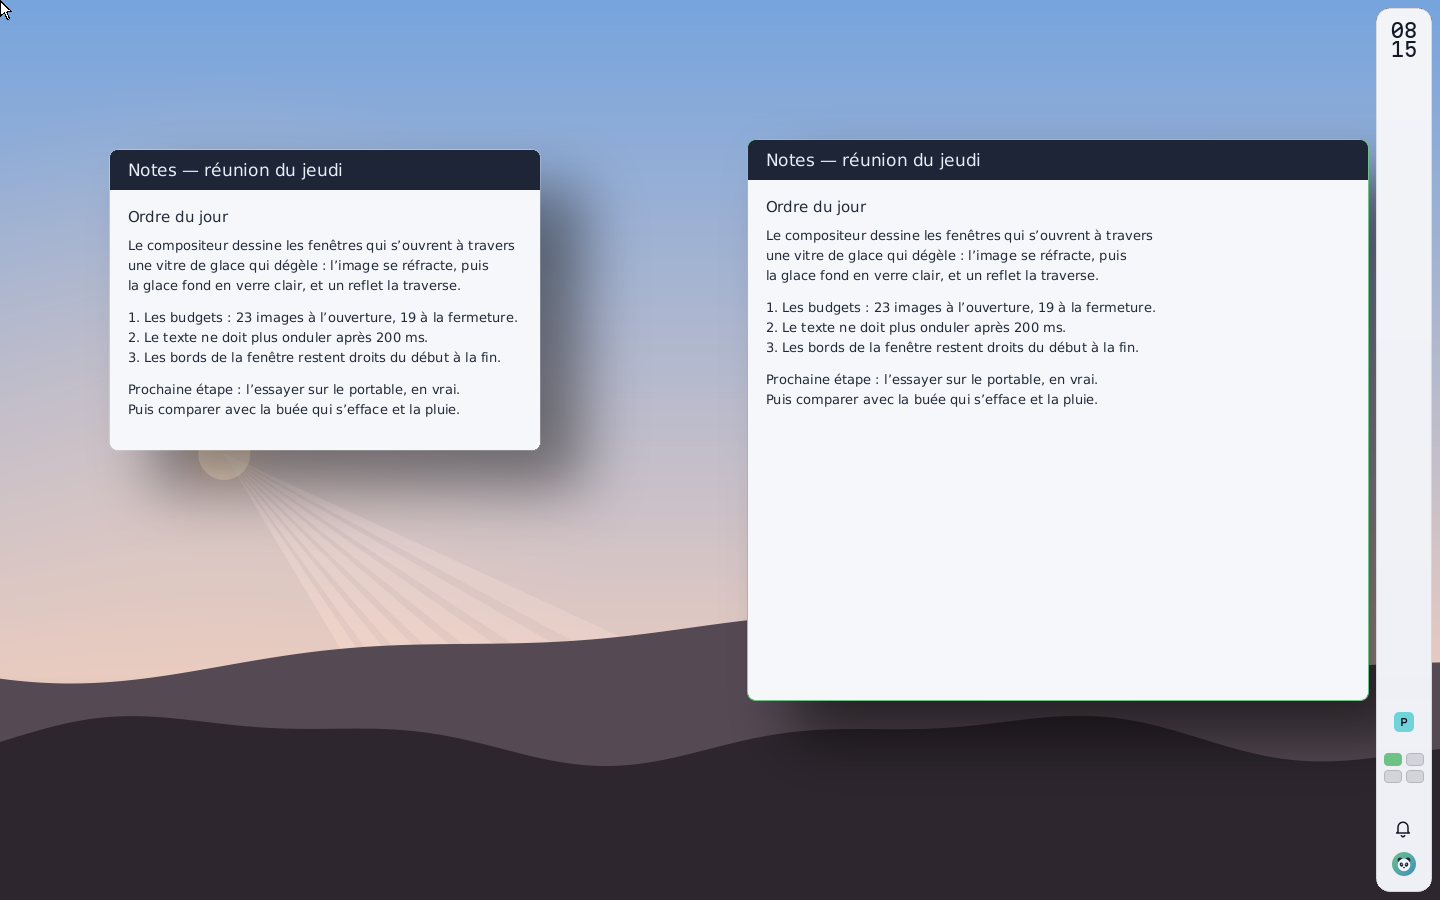 Notes — réunion du jeudi
Ordre du jour
Le compositeur dessine les fenêtres qui s’ouvrent à travers
une vitre de glace qui dégèle : l’image se réfracte, puis
la glace fond en verre clair, et un reflet la traverse.
1. Les budgets : 23 images à l’ouverture, 19 à la fermeture.
2. Le texte ne doit plus onduler après 200 ms.
3. Les bords de la fenêtre restent droits du début à la fin.
Prochaine étape : l’essayer sur le portable, en vrai.
Puis comparer avec la buée qui s’efface et la pluie.
Notes — réunion du jeudi
Ordre du jour
Le compositeur dessine les fenêtres qui s’ouvrent à travers
une vitre de glace qui dégèle : l’image se réfracte, puis
la glace fond en verre clair, et un reflet la traverse.
1. Les budgets : 23 images à l’ouverture, 19 à la fermeture.
2. Le texte ne doit plus onduler après 200 ms.
3. Les bords de la fenêtre restent droits du début à la fin.
Prochaine étape : l’essayer sur le portable, en vrai.
Puis comparer avec la buée qui s’efface et la pluie.
08
15
P